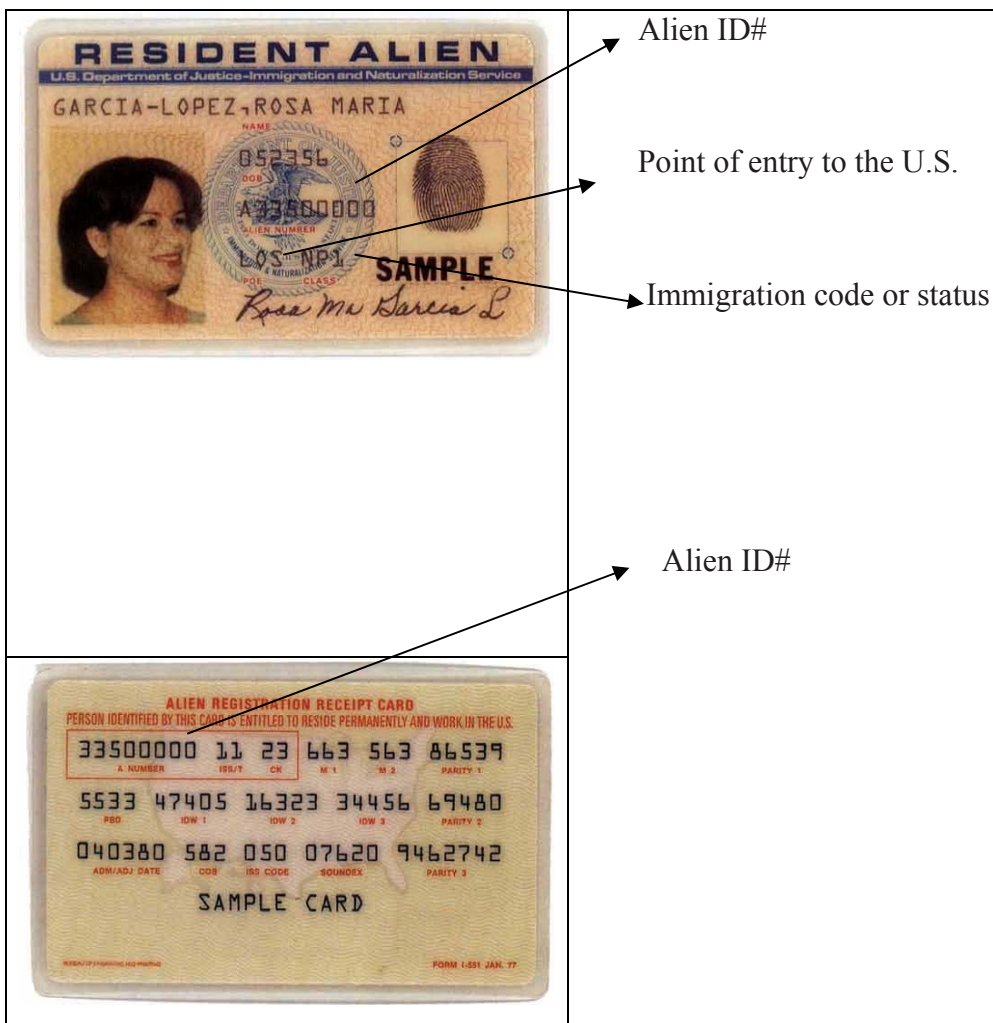 RESIDENT ALIEN
U.S. Department of Justice-Immigration and Naturalization Service
GARCIA-LOPEZ,ROSA MARIA
NAME
052356
DOB
A33500000
ALIEN NUMBER
LOS NP1
POE CLASS
SAMPLE
Rosa Ma Garcia L
Alien ID#
Point of entry to the U.S.
Immigration code or status
Alien ID#
ALIEN REGISTRATION RECEIPT CARD
PERSON IDENTIFIED BY THIS CARD IS ENTITLED TO RESIDE PERMANENTLY AND WORK IN THE U.S.
33500000 11 23 663 563 86539
A NUMBER ISS/T CK M 1 M 2 PARITY 1
5533 47405 16323 34456 69480
PBD IDW 1 IDW 2 IDW 3 PARITY 2
040380 582 050 07620 9462742
ADM/ADJ DATE COB ISS CODE SOUNDEX PARITY 3
SAMPLE CARD
FORM I-551 JAN. 77